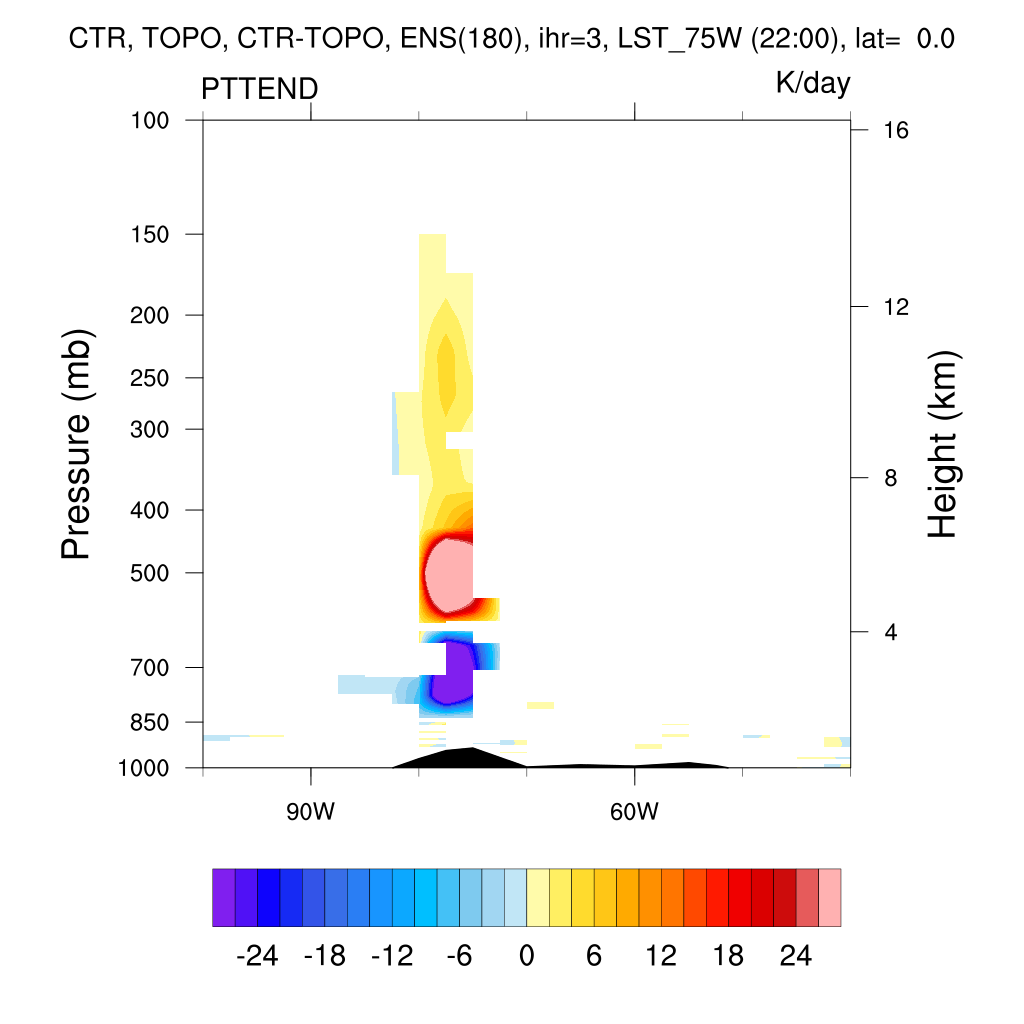 CTR, TOPO, CTR-TOPO, ENS(180), ihr=3, LST_75W (22:00), lat=  0.0
PTTEND K/day
100
150
200
250
300
400
500
700
850
1000
Pressure (mb)
16
12
8
4
Height (km)
90W 60W
-24 -18 -12 -6 0 6 12 18 24